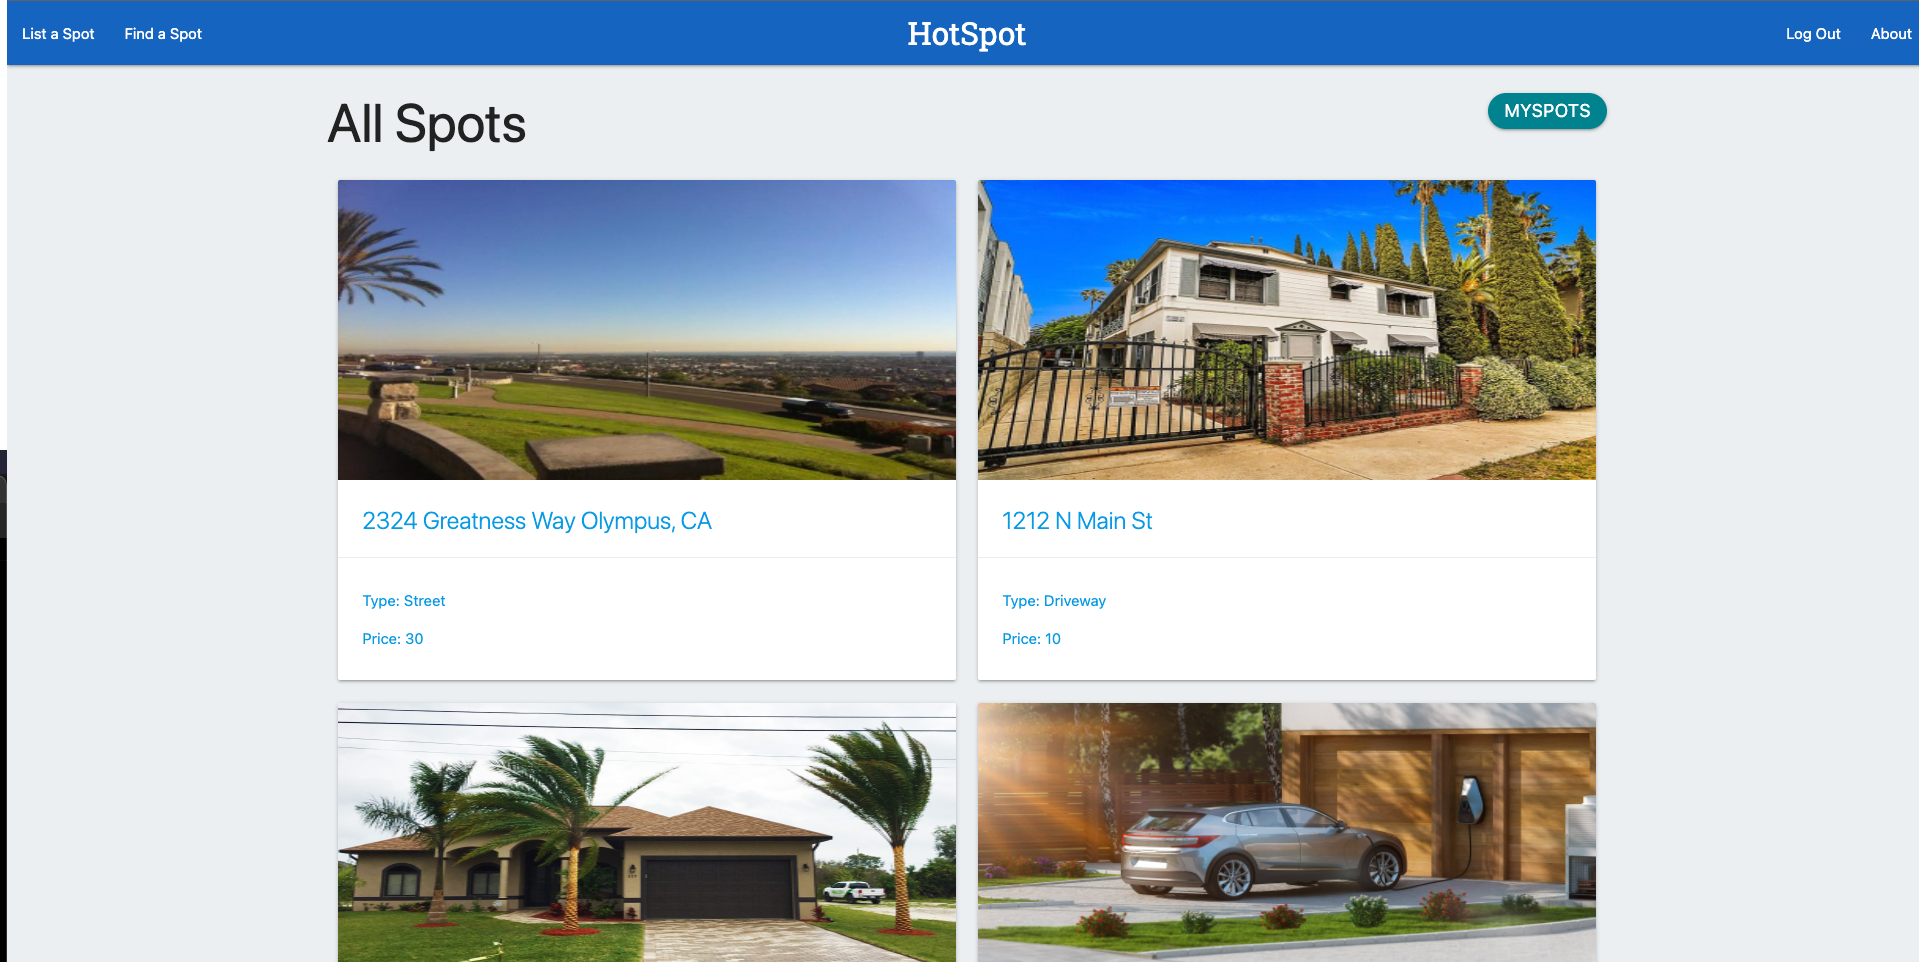 List a Spot
Find a Spot
HotSpot
Log Out
About
All Spots
MYSPOTS
2324 Greatness Way Olympus, CA
1212 N Main St
Type: Street
Type: Driveway
Price: 30
Price: 10